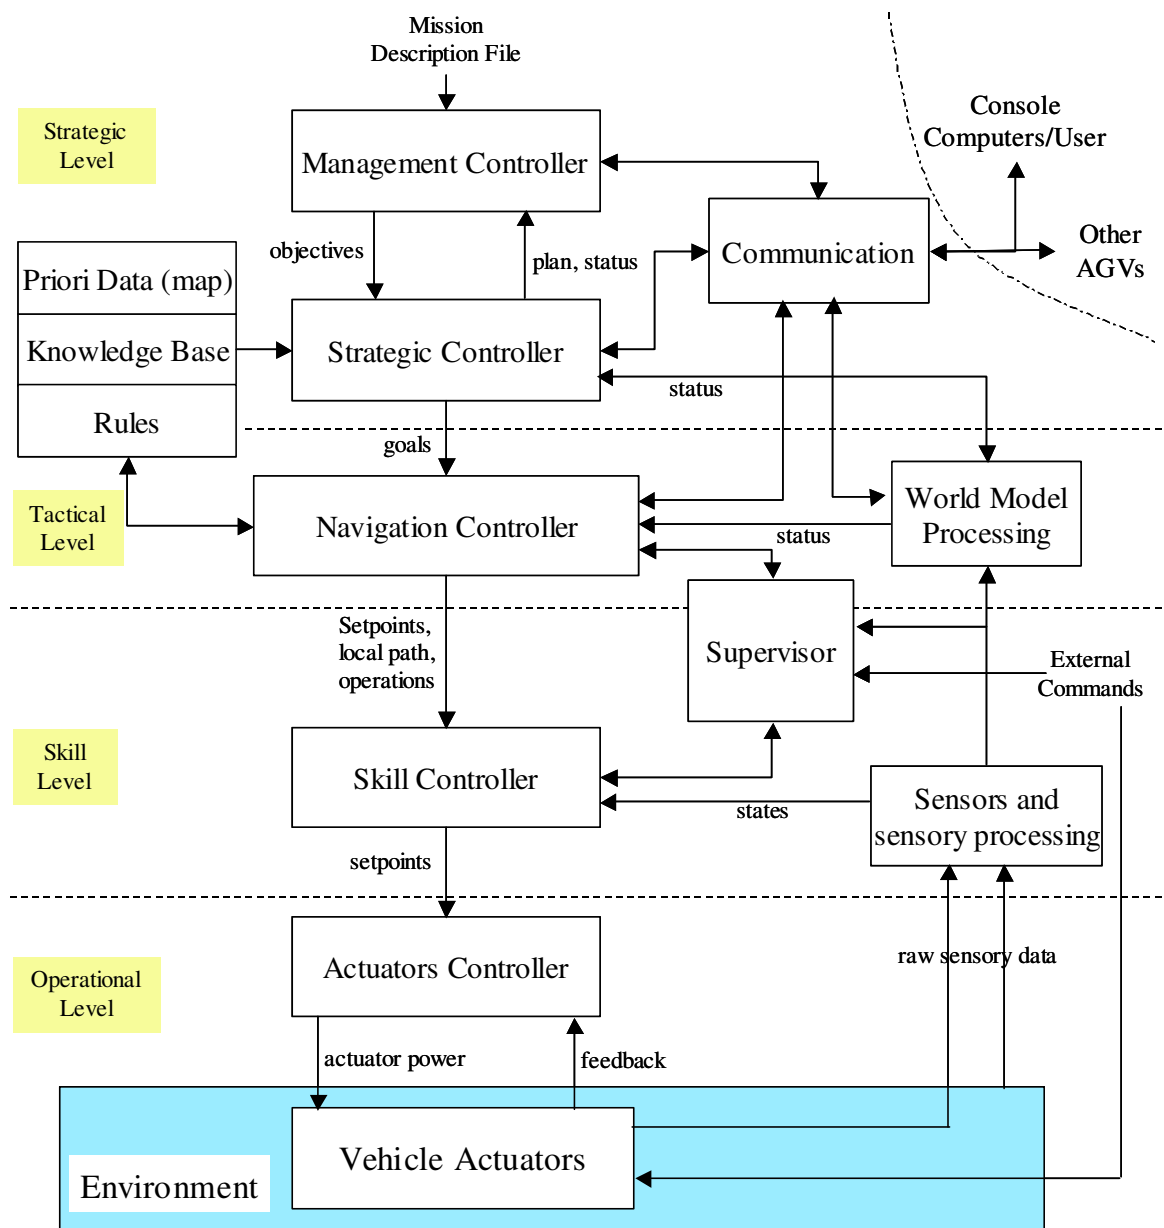 Mission
Description File
Strategic
Level
Management Controller
Console
Computers/User
objectives
plan, status
Communication
Other
AGVs
Priori Data (map)
Knowledge Base
Rules
Strategic Controller
status
goals
Tactical
Level
Navigation Controller
status
World Model
Processing
Setpoints,
local path,
operations
Supervisor
External
Commands
Skill
Level
Skill Controller
states
Sensors and
sensory processing
setpoints
Operational
Level
Actuators Controller
raw sensory data
actuator power
feedback
Vehicle Actuators
Environment